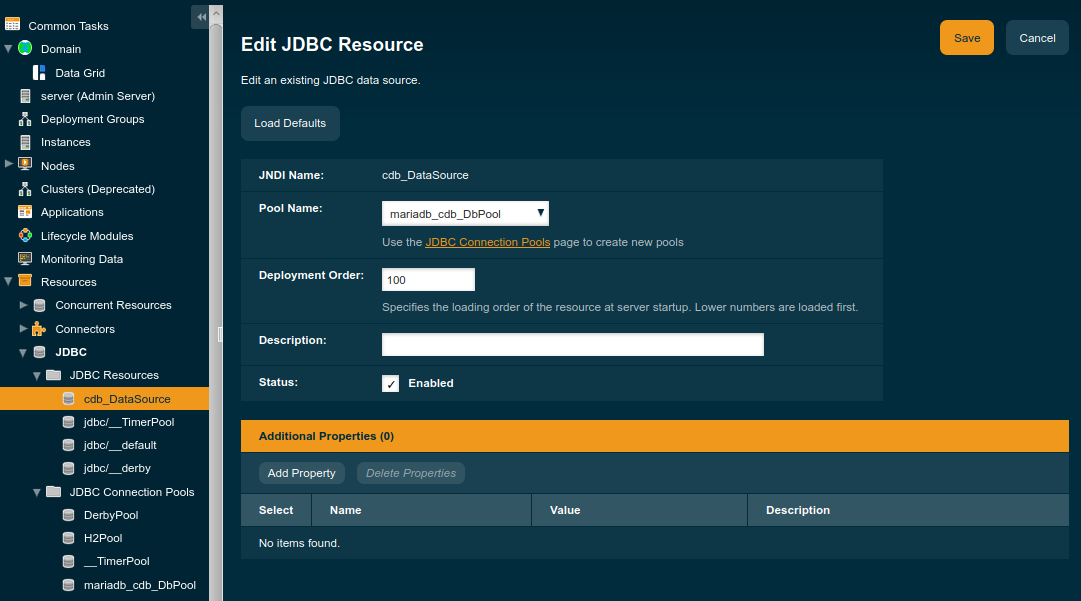 Common Tasks
Domain
Data Grid
server (Admin Server)
Deployment Groups
Instances
Nodes
Clusters (Deprecated)
Applications
Lifecycle Modules
Monitoring Data
Resources
Concurrent Resources
Connectors
JDBC
JDBC Resources
cdb_DataSource
jdbc/__TimerPool
jdbc/__default
jdbc/__derby
JDBC Connection Pools
DerbyPool
H2Pool
__TimerPool
mariadb_cdb_DbPool
Edit JDBC Resource
Save Cancel
Edit an existing JDBC data source.
Load Defaults
JNDI Name: cdb_DataSource
Pool Name: mariadb_cdb_DbPool
Use the JDBC Connection Pools page to create new pools
Deployment Order: 100
Specifies the loading order of the resource at server startup. Lower numbers are loaded first.
Description:
Status: Enabled
Additional Properties (0)
Add Property Delete Properties
Select Name Value Description
No items found.